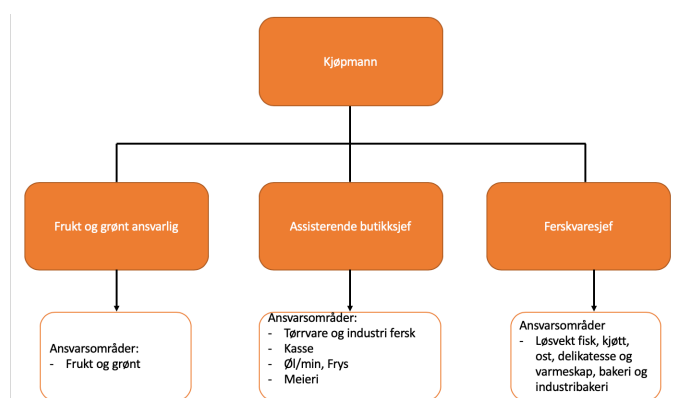 Kjøpmann
Frukt og grønt ansvarlig
Assisterende butikksjef
Ferskvaresjef
Ansvarsområder:
- Frukt og grønt
Ansvarsområder:
- Tørrvare og industri fersk
- Kasse
- Øl/min, Frys
- Meieri
Ansvarsområder
- Løsvekt fisk, kjøtt,
ost, delikatesse og
varmeskap, bakeri og
industribakeri